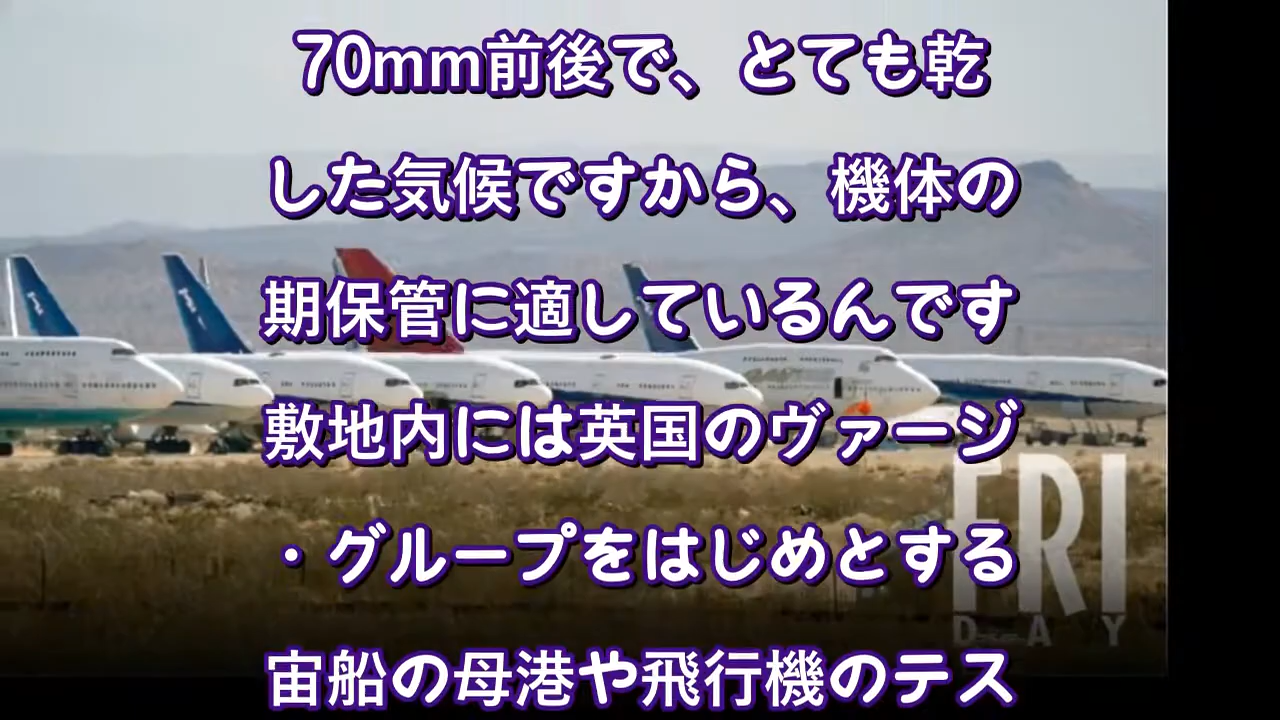 70mm前後で、とても乾
した気候ですから、機体の
期保管に適しているんです
敷地内には英国のヴァージ
・グループをはじめとする
宙船の母港や飛行機のテス
FRI
DAY